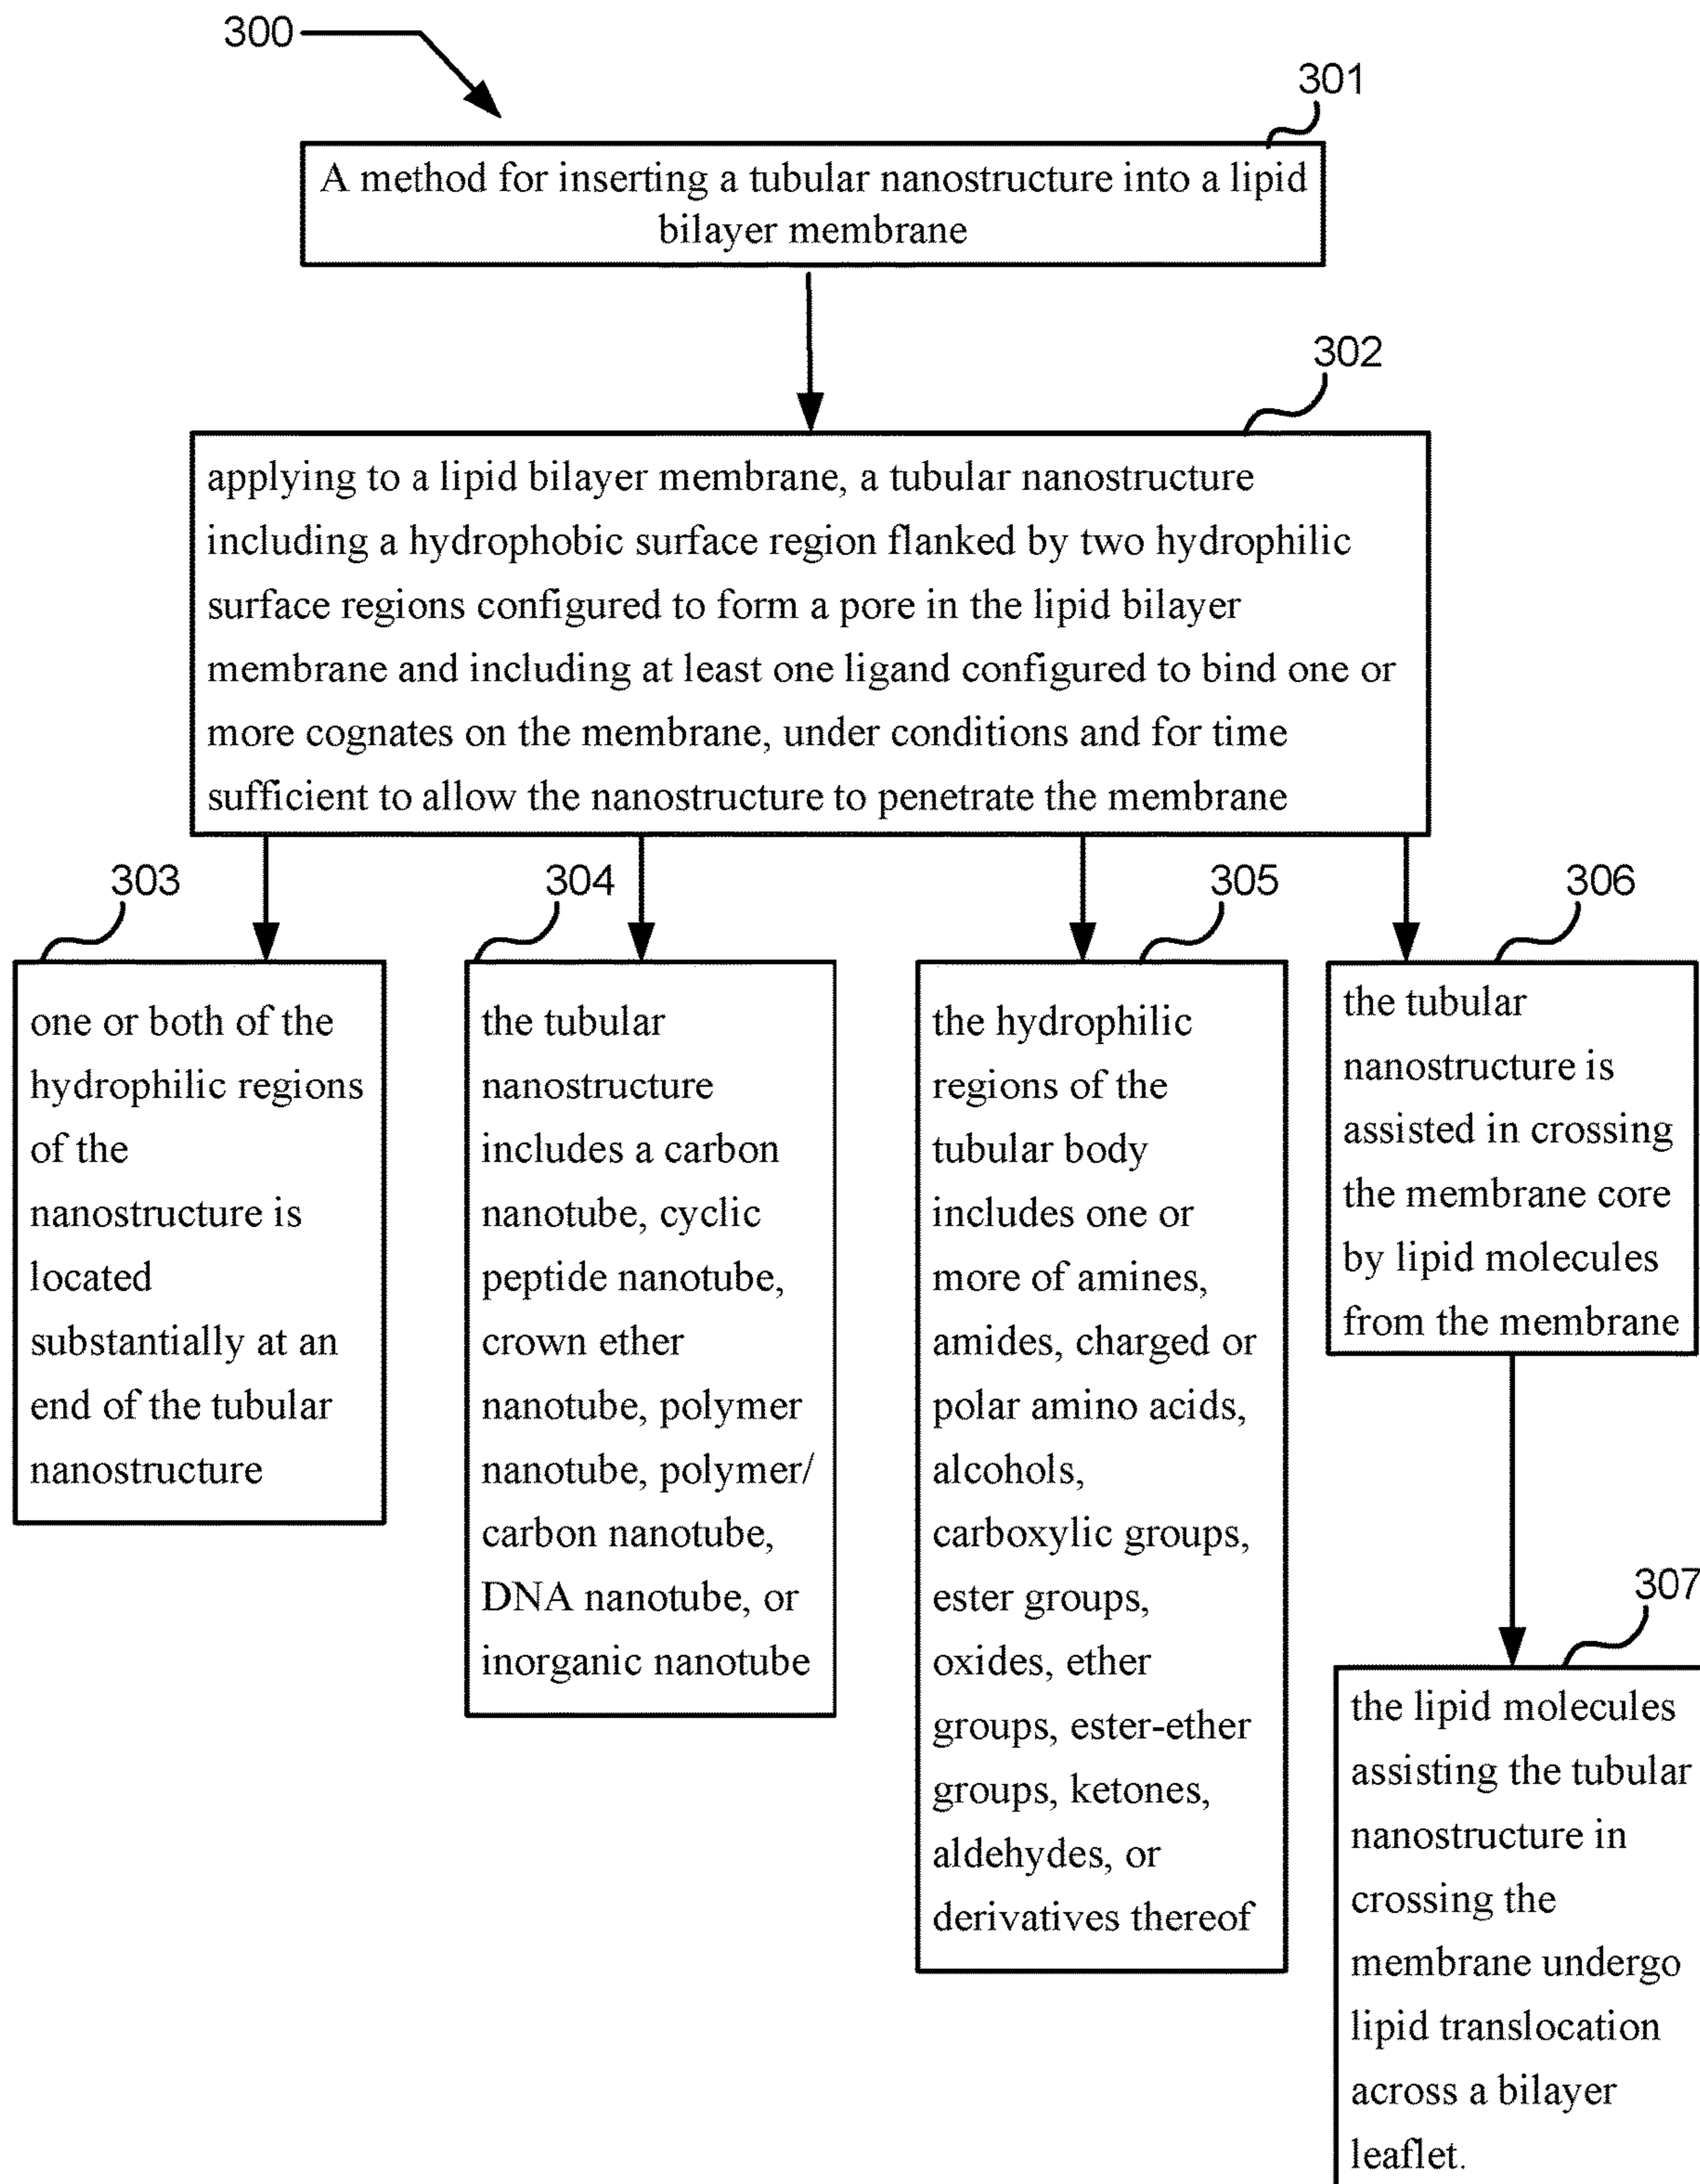 300
301
A method for inserting a tubular nanostructure into a lipid
bilayer membrane
302
applying to a lipid bilayer membrane, a tubular nanostructure
including a hydrophobic surface region flanked by two hydrophilic
surface regions configured to form a pore in the lipid bilayer
membrane and including at least one ligand configured to bind one or
more cognates on the membrane, under conditions and for time
sufficient to allow the nanostructure to penetrate the membrane
303
one or both of the
hydrophilic regions
of the
nanostructure is
located
substantially at an
end of the tubular
nanostructure
304
the tubular
nanostructure
includes a carbon
nanotube, cyclic
peptide nanotube,
crown ether
nanotube, polymer
nanotube, polymer/
carbon nanotube,
DNA nanotube, or
inorganic nanotube
305
the hydrophilic
regions of the
tubular body
includes one or
more of amines,
amides, charged or
polar amino acids,
alcohols,
carboxylic groups,
ester groups,
oxides, ether
groups, ester-ether
groups, ketones,
aldehydes, or
derivatives thereof
306
the tubular
nanostructure is
assisted in crossing
the membrane core
by lipid molecules
from the membrane
307
the lipid molecules
assisting the tubular
nanostructure in
crossing the
membrane undergo
lipid translocation
across a bilayer
leaflet.